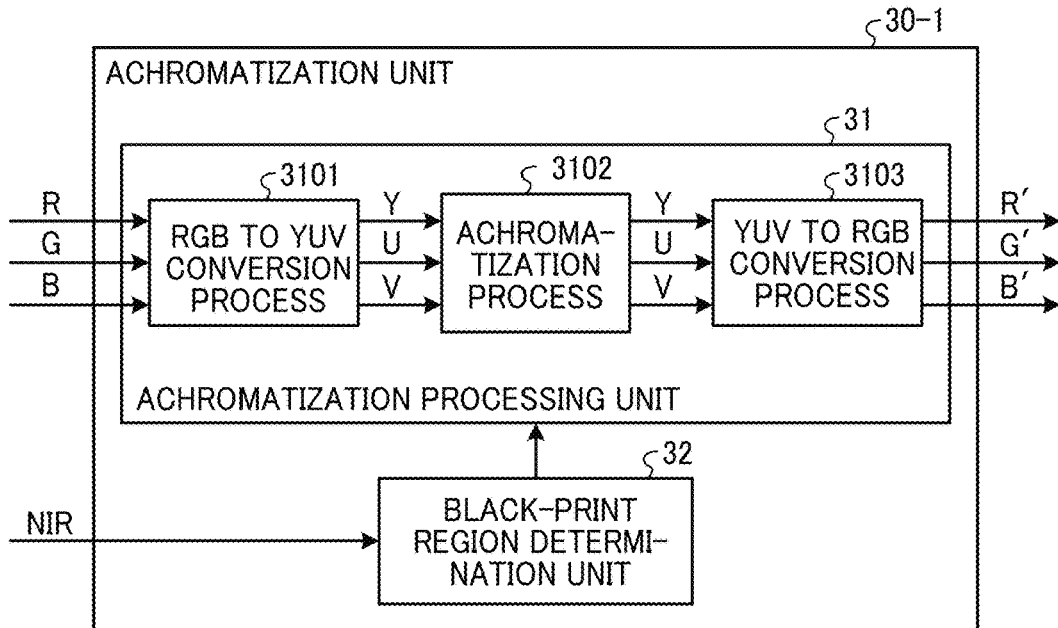 30-1
ACHROMATIZATION UNIT
31
3101
3102
3103
R
G
B
RGB TO YUV
CONVERSION
PROCESS
Y
U
V
ACHROMA-
TIZATION
PROCESS
Y
U
V
YUV TO RGB
CONVERSION
PROCESS
R′
G′
B′
ACHROMATIZATION PROCESSING UNIT
32
NIR
BLACK-PRINT
REGION DETERMI-
NATION UNIT